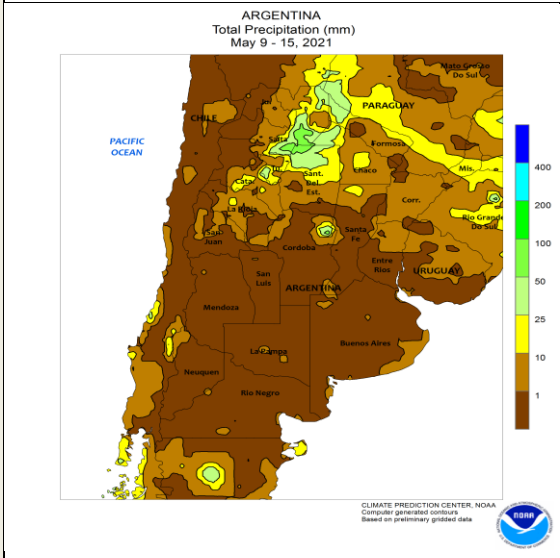 ARGENTINA
Total Precipitation (mm)
May 9 - 15, 2021
Mato Grosso
Do Sul
PARAGUAY
Juj.
CHILE
PACIFIC
OCEAN
Salta
Formosa
Tu.
Chaco
Mis.
Sant.
Del
Est.
Cata.
Corr.
La Rioja
Rio Grande
Do Sul
San
Juan
Santa
Fe
Cordoba
Entre
Rios
URUGUAY
San
Luis
ARGENTINA
Mendoza
Buenos Aires
La Pampa
Neuquen
Rio Negro
400
200
100
50
25
10
1
CLIMATE PREDICTION CENTER, NOAA
Computer generated contours
Based on preliminary gridded data
NOAA